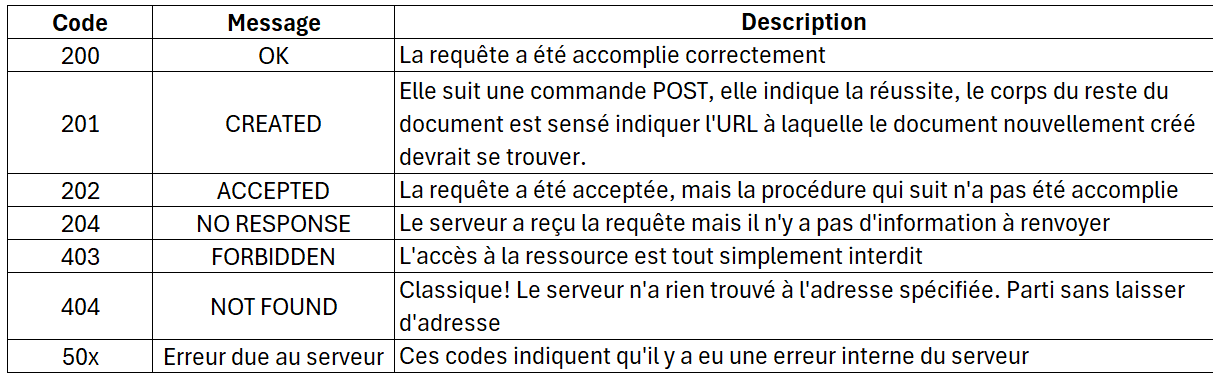 Code Message Description
200 OK La requête a été accomplie correctement
Elle suit une commande POST, elle indique la réussite, le corps du reste du
201 CREATED document est sensé indiquer l'URL à laquelle le document nouvellement créé
devrait se trouver.
202 ACCEPTED La requête a été acceptée, mais la procédure qui suit n'a pas été accomplie
204 NO RESPONSE Le serveur a reçu la requête mais il n'y a pas d'information à renvoyer
403 FORBIDDEN L'accès à la ressource est tout simplement interdit
404 NOT FOUND Classique! Le serveur n'a rien trouvé à l'adresse spécifiée. Parti sans laisser
d'adresse
50x Erreur due au serveur Ces codes indiquent qu'il y a eu une erreur interne du serveur